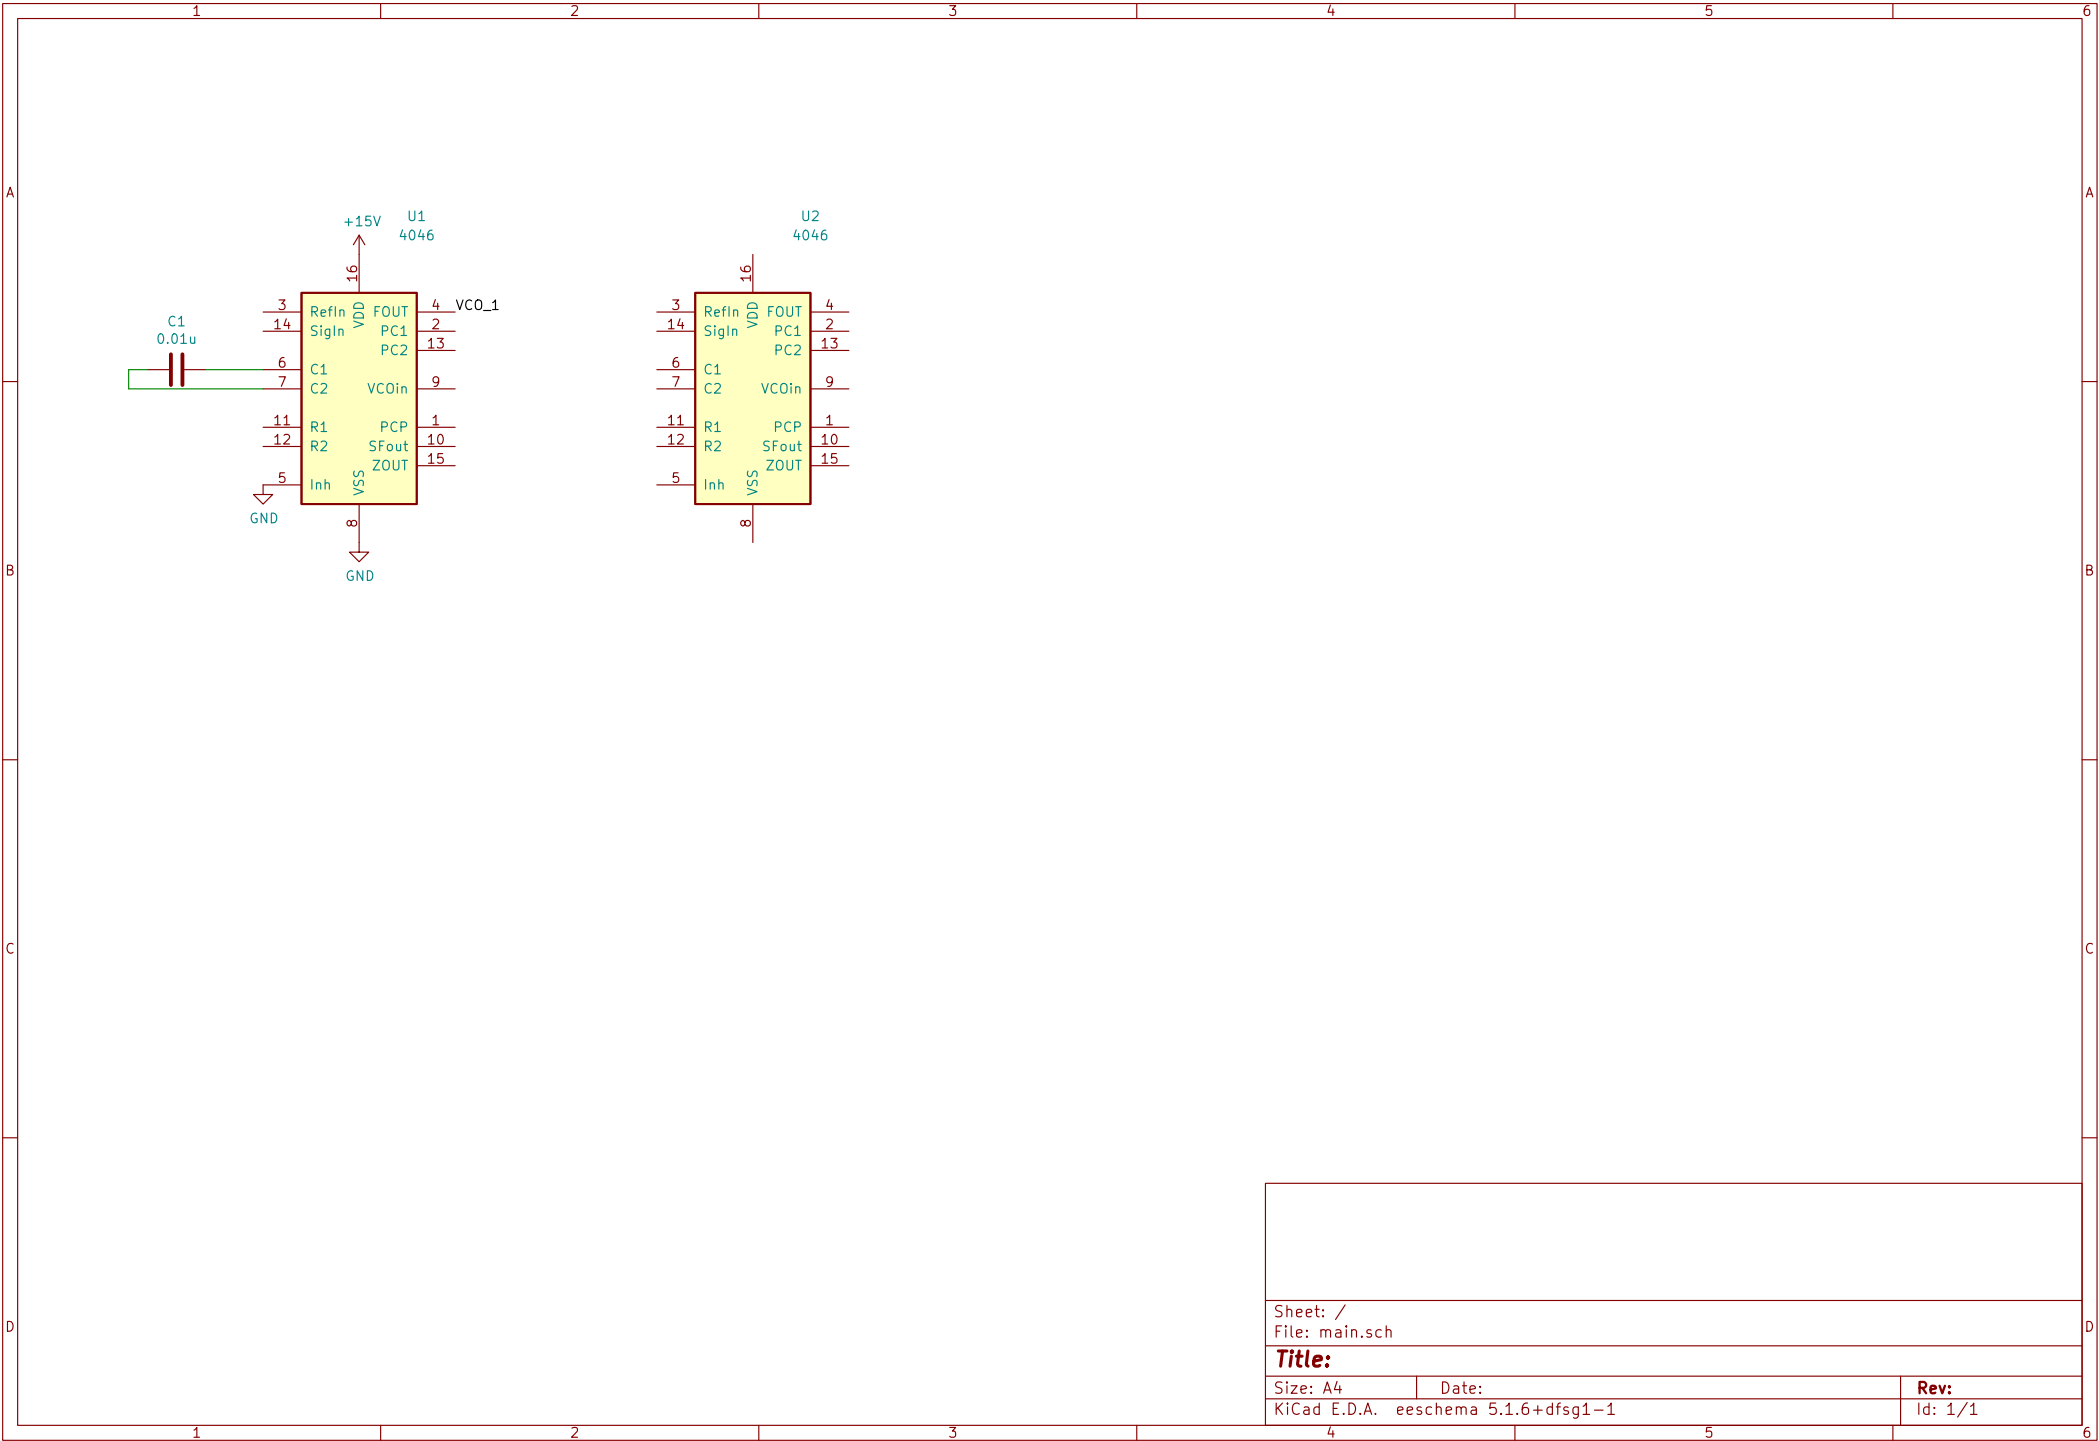 1 2 3 4 5 6
A A
+15V
U1
4046
U2
4046
16
16
3 RefIn VDD FOUT 4 VCO_1
14 SigIn PC1 2
PC2 13
C1
0.01u
6 C1
7 C2 VCOin 9
11 R1 PCP 1
12 R2 SFout 10
ZOUT 15
5 Inh VSS
GND
8
GND
3 RefIn VDD FOUT 4
14 SigIn PC1 2
PC2 13
6 C1
7 C2 VCOin 9
11 R1 PCP 1
12 R2 SFout 10
ZOUT 15
5 Inh VSS
8
B B
C C
D D
Sheet: /
File: main.sch
Title:
Size: A4 Date: Rev:
KiCad E.D.A. eeschema 5.1.6+dfsg1-1 Id: 1/1
1 2 3 4 5 6